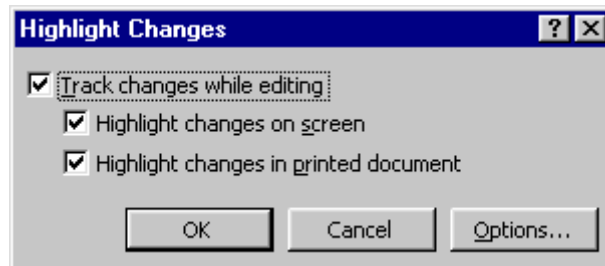 Highlight Changes
Track changes while editing
Highlight changes on screen
Highlight changes in printed document
OK Cancel Options...